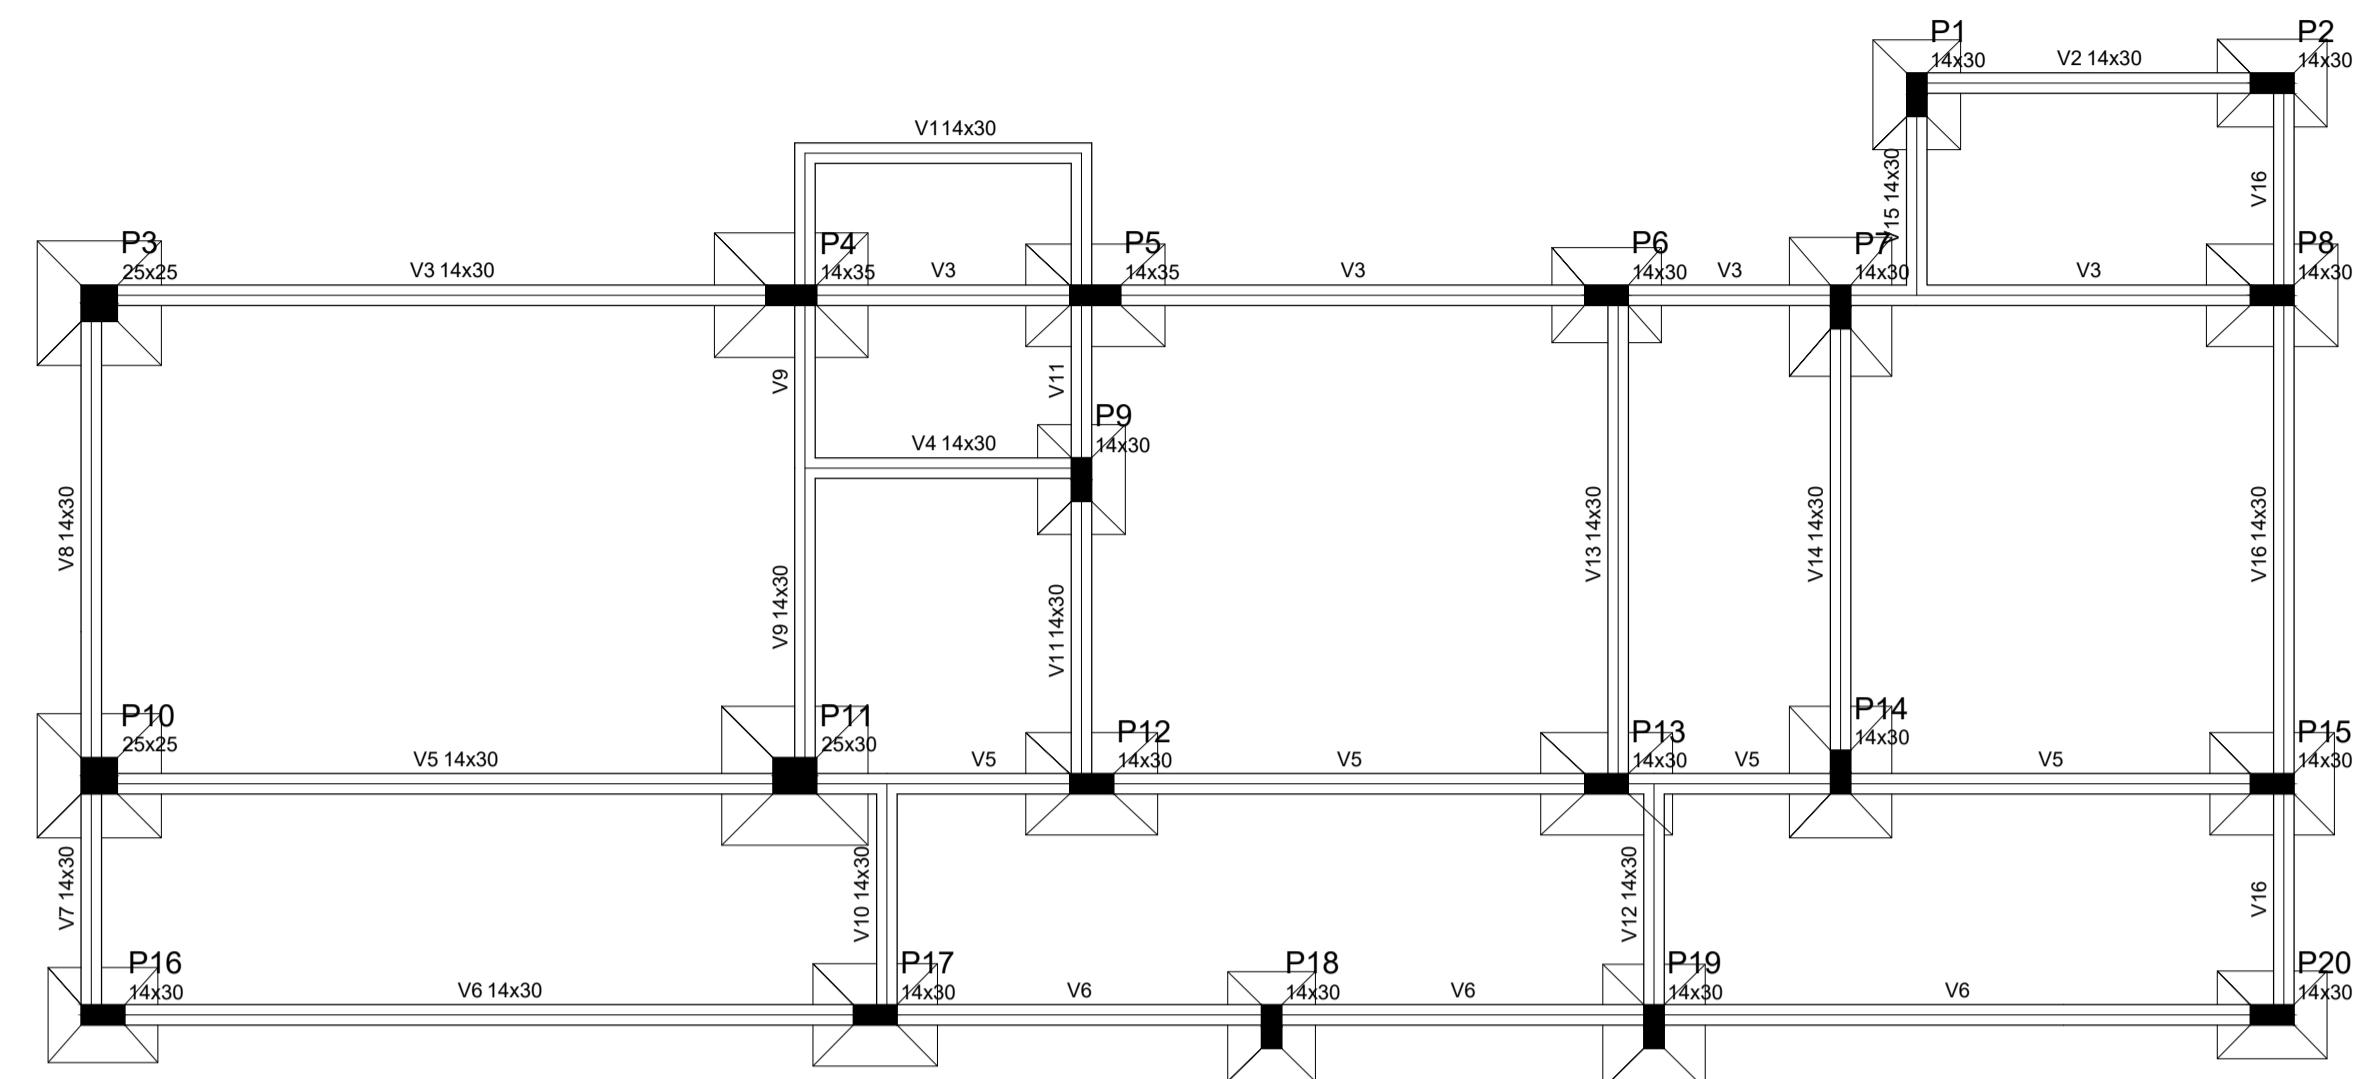 P1
14x30
V2 14x30
P2
14x30
V1 14x30
V15 14x30
V16
P3
25x25
V3 14x30
P4
14x35
V3
P5
14x35
V3
P6
14x30
V3
P7
14x30
V3
P8
14x30
V9
V11
P9
14x30
V4 14x30
V8 14x30
V9 14x30
V11 14x30
V13 14x30
V14 14x30
V16 14x30
P10
25x25
V5 14x30
P11
25x30
V5
P12
14x30
V5
P13
14x30
V5
P14
14x30
V5
P15
14x30
V7 14x30
V10 14x30
V12 14x30
V16
P16
14x30
V6 14x30
P17
14x30
V6
P18
14x30
V6
P19
14x30
V6
P20
14x30